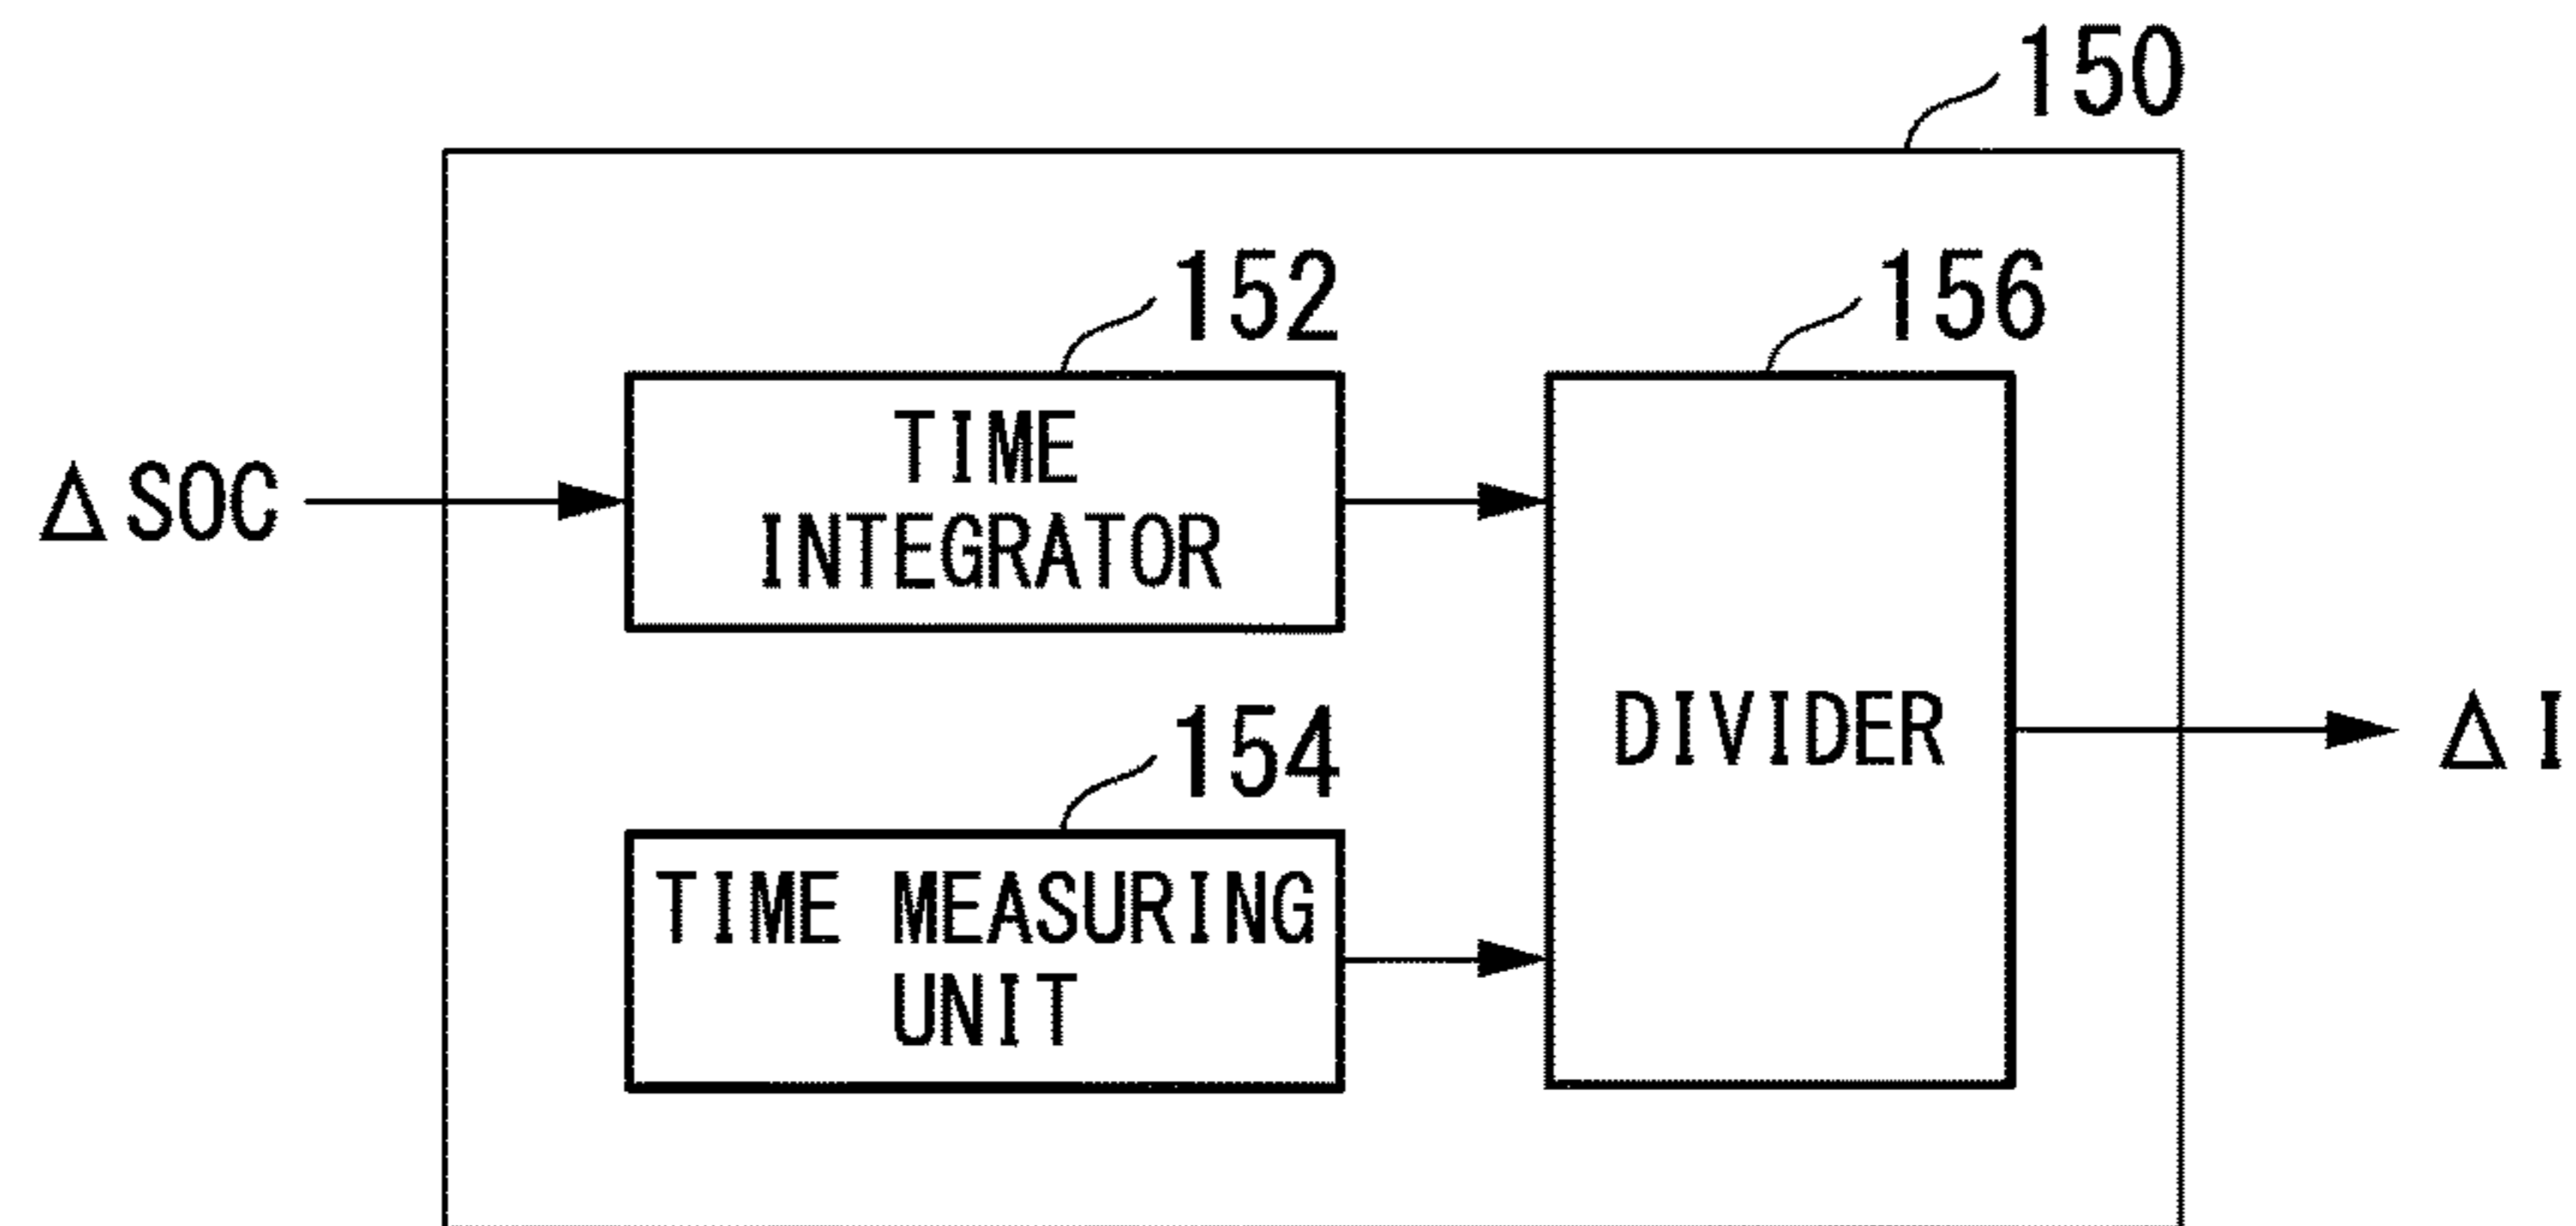 150
152
156
TIME
INTEGRATOR
ΔSOC
154
DIVIDER
ΔI
TIME MEASURING
UNIT